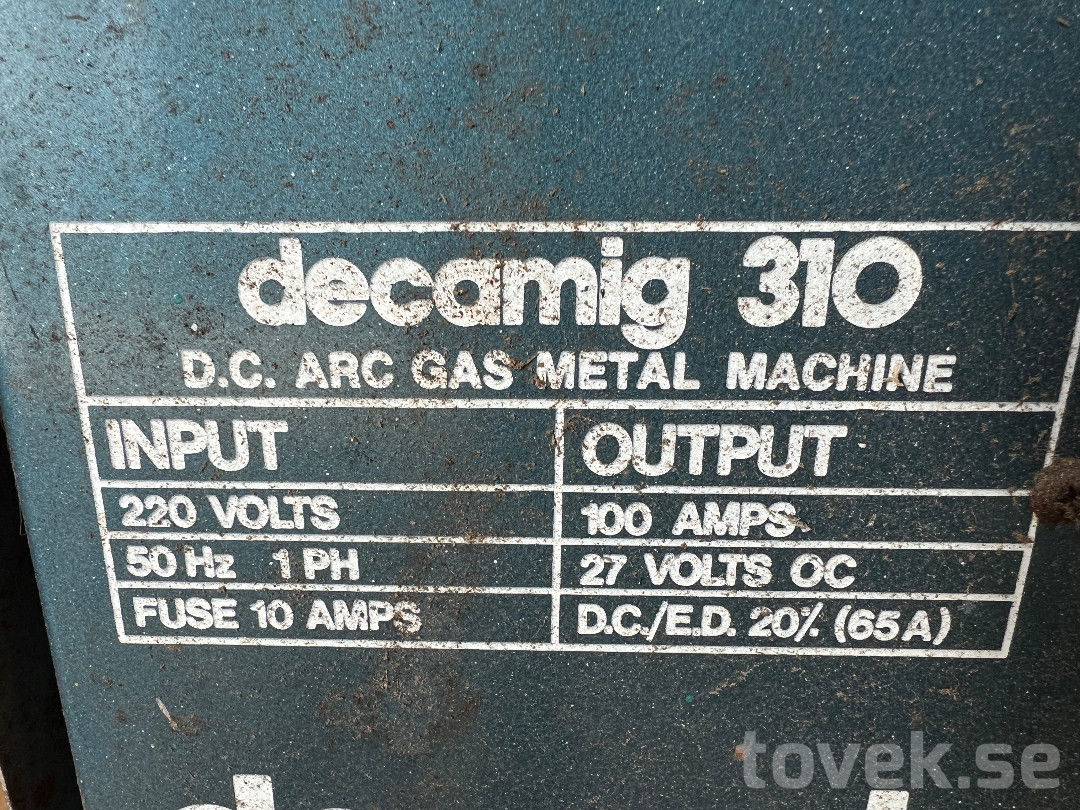 decamig 310
D.C. ARC GAS METAL MACHINE
INPUT
OUTPUT
220 VOLTS
100 AMPS
50 Hz 1 PH
27 VOLTS OC
FUSE 10 AMPS
D.C./E.D. 20% (65A)
tovek.se